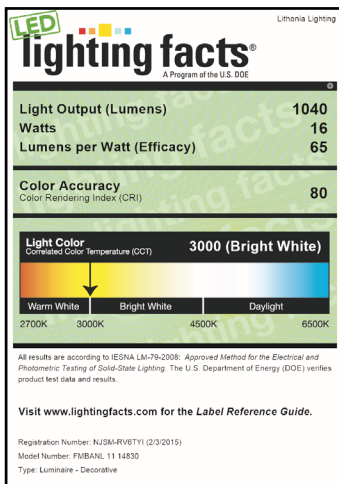 Lithonia Lighting
LED
lighting facts®
A Program of the U.S. DOE
Light Output (Lumens) 1040
Watts 16
Lumens per Watt (Efficacy) 65
Color Accuracy
Color Rendering Index (CRI) 80
Light Color
Correlated Color Temperature (CCT) 3000 (Bright White)
Warm White Bright White Daylight
2700K 3000K 4500K 6500K
All results are according to IESNA LM-79-2008: Approved Method for the Electrical and
Photometric Testing of Solid-State Lighting. The U.S. Department of Energy (DOE) verifies
product test data and results.
Visit www.lightingfacts.com for the Label Reference Guide.
Registration Number: NJSM-RV6TYI (2/3/2015)
Model Number: FMBANL 11 14830
Type: Luminaire - Decorative